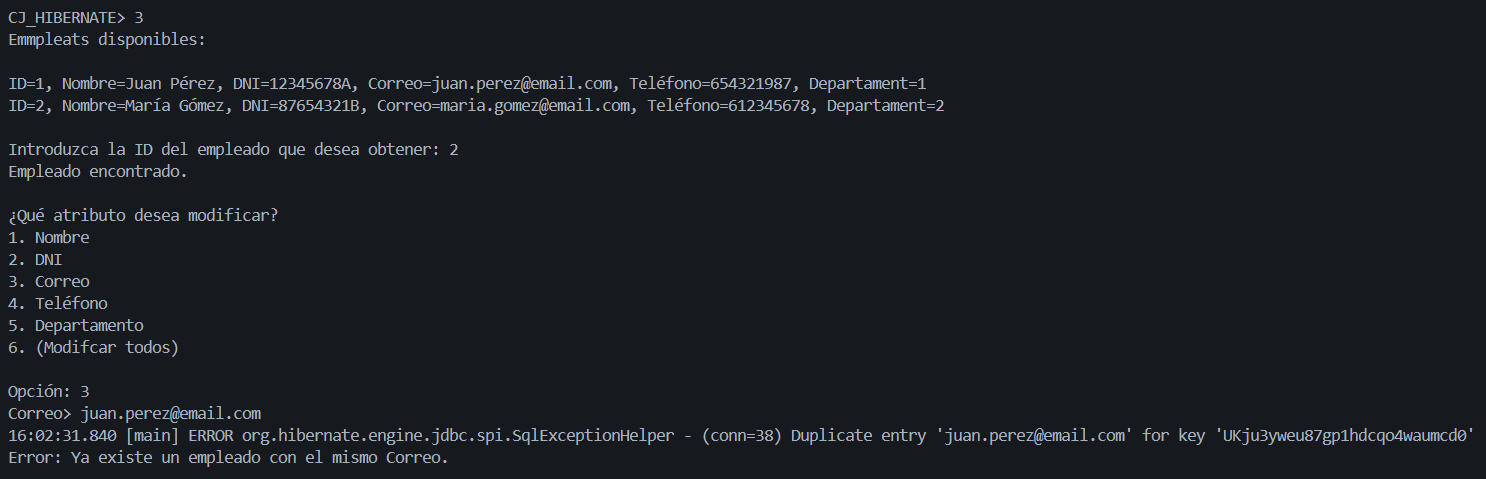 CJ_HIBERNATE> 3
Emmpleats disponibles:
ID=1, Nombre=Juan Pérez, DNI=12345678A, Correo=juan.perez@email.com, Teléfono=654321987, Departament=1
ID=2, Nombre=María Gómez, DNI=87654321B, Correo=maria.gomez@email.com, Teléfono=612345678, Departament=2
Introduzca la ID del empleado que desea obtener: 2
Empleado encontrado.
¿Qué atributo desea modificar?
1. Nombre
2. DNI
3. Correo
4. Teléfono
5. Departamento
6. (Modifcar todos)
Opción: 3
Correo> juan.perez@email.com
16:02:31.840 [main] ERROR org.hibernate.engine.jdbc.spi.SqlExceptionHelper - (conn=38) Duplicate entry 'juan.perez@email.com' for key 'UKju3yweu87gp1hdcqo4waumcd0'
Error: Ya existe un empleado con el mismo Correo.